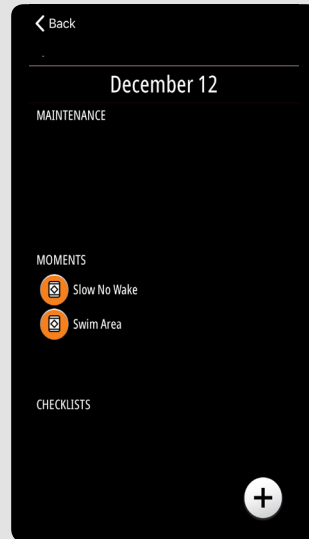 Back
December 12
MAINTENANCE
MOMENTS
Slow No Wake
Swim Area
CHECKLISTS